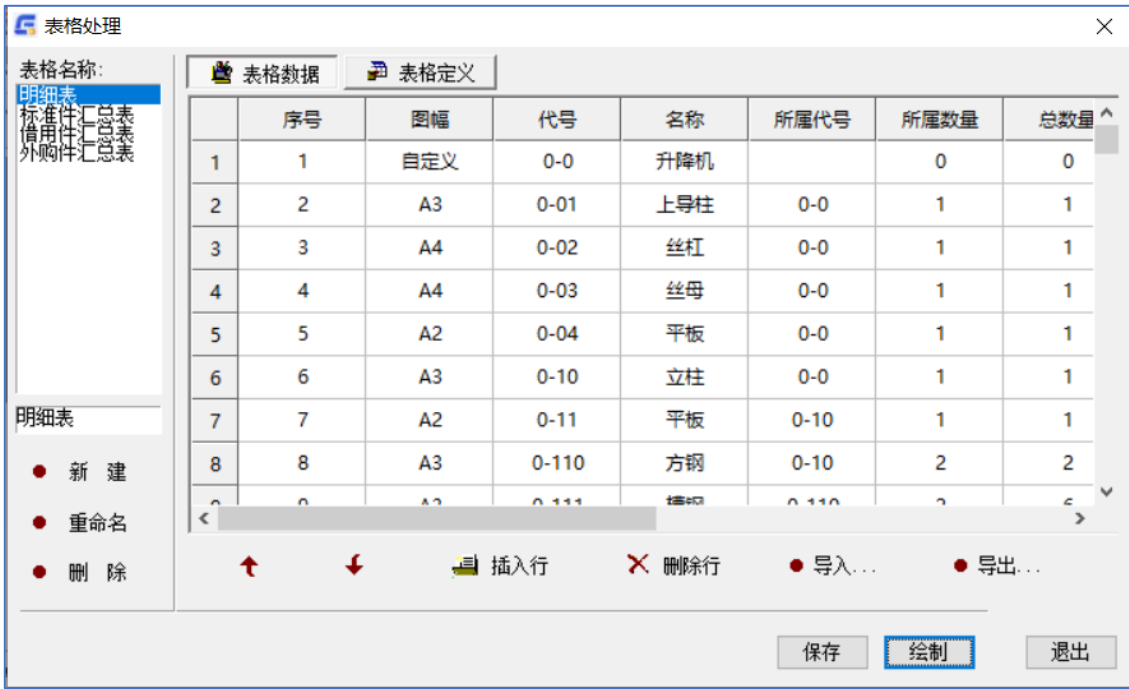 表格处理
表格名称:
明细表
标准件汇总表
借用件汇总表
外购件汇总表
明细表
新 建
重命名
删 除
表格数据 表格定义
序号 图幅 代号 名称 所属代号 所属数量 总数量
1 1 自定义 0-0 升降机 0 0
2 2 A3 0-01 上导柱 0-0 1 1
3 3 A4 0-02 丝杠 0-0 1 1
4 4 A4 0-03 丝母 0-0 1 1
5 5 A2 0-04 平板 0-0 1 1
6 6 A3 0-10 立柱 0-0 1 1
7 7 A2 0-11 平板 0-10 1 1
8 8 A3 0-110 方钢 0-10 2 2
0-111 槽钢 0-110
插入行 删除行 导入... 导出...
保存 绘制 退出